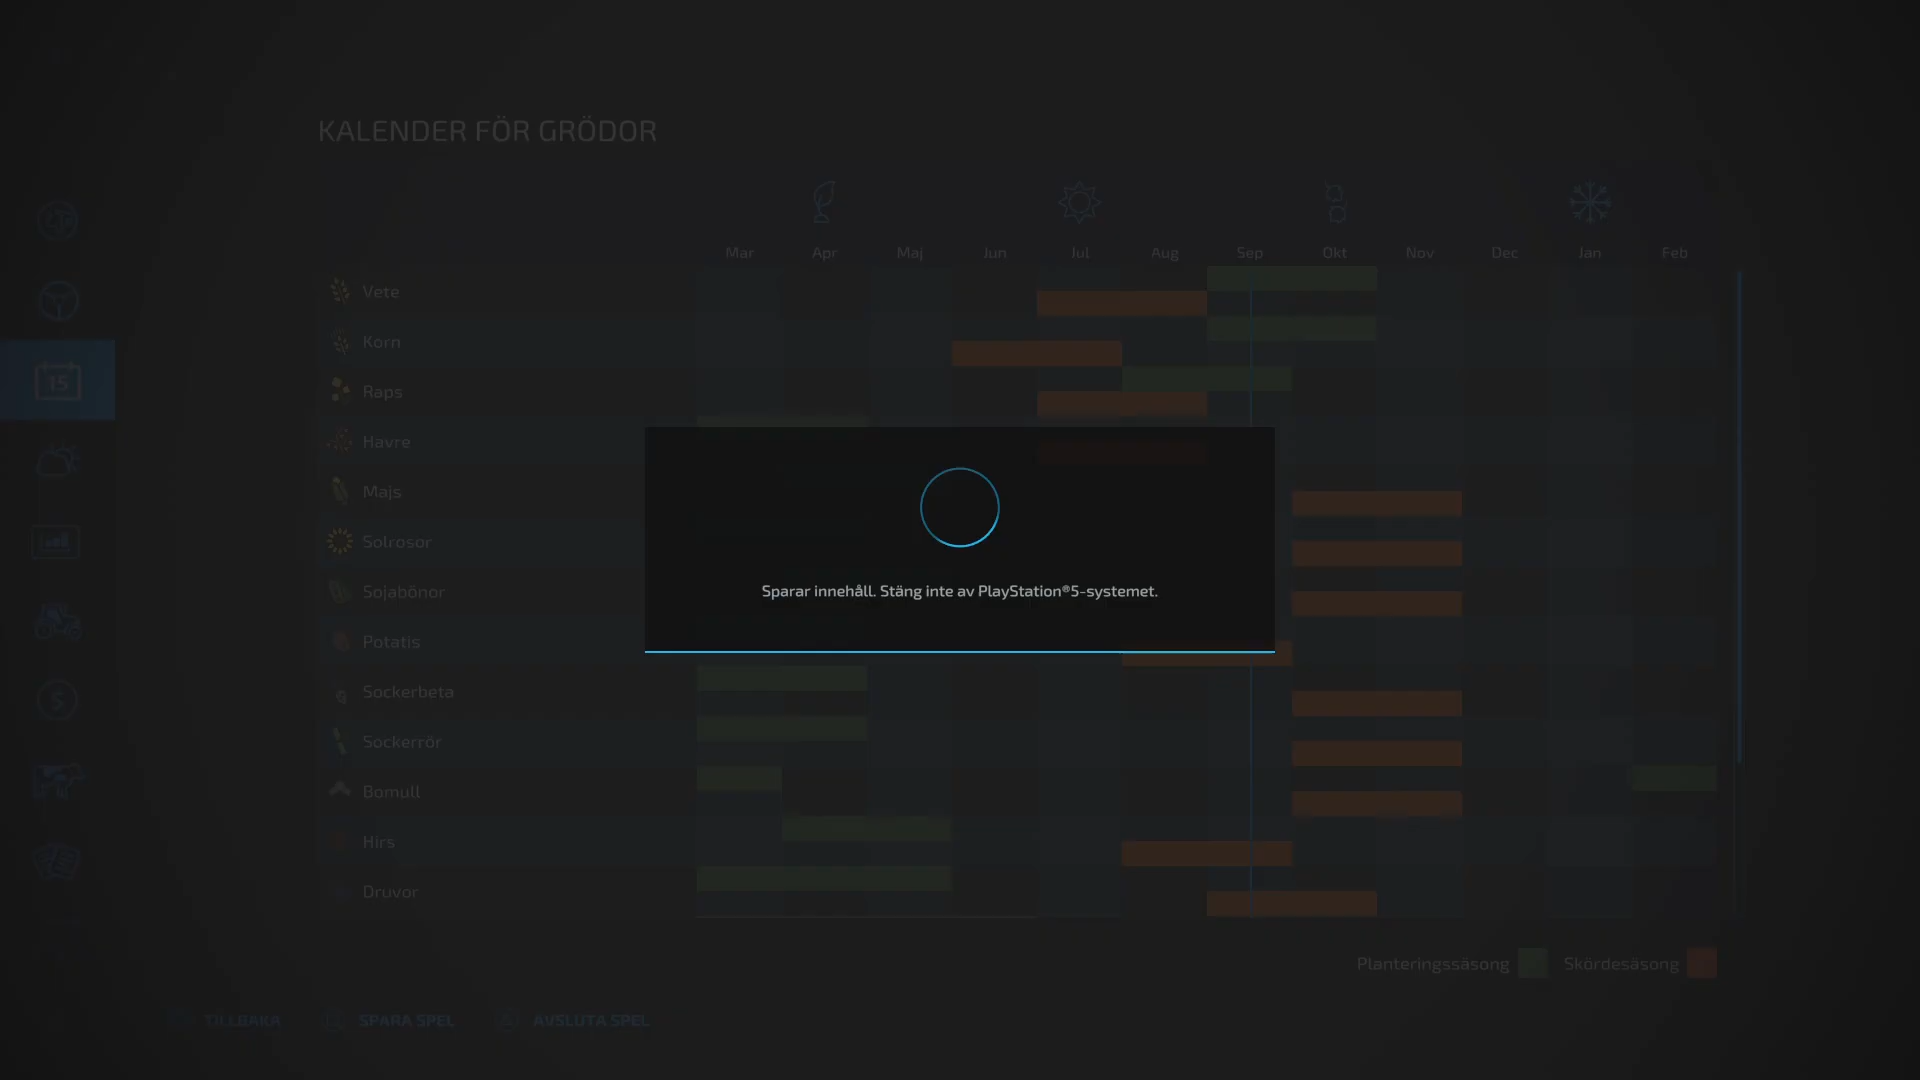 KALENDER FÖR GRÖDOR
Mar Apr Maj Jun Jul Aug Sep Okt Nov Dec Jan Feb
Vete
Korn
15
Raps
Havre
Majs
Solrosor
Sojabönor
Sparar innehåll. Stäng inte av PlayStation®5-systemet.
Potatis
Sockerbeta
$
Sockerrör
Bomull
Hirs
Druvor
Planteringssäsong Skördesäsong
TILLBAKA SPARA SPEL AVSLUTA SPEL